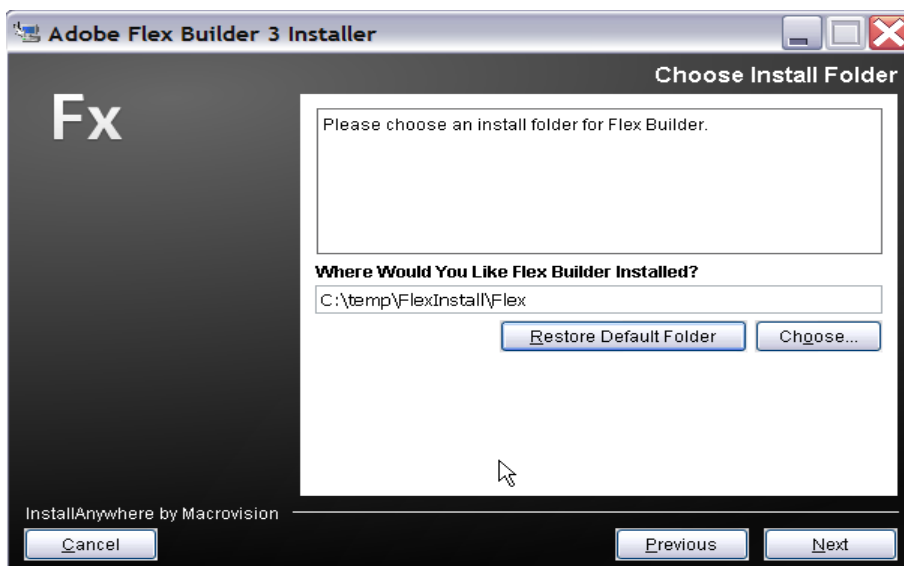 Adobe Flex Builder 3 Installer
Choose Install Folder
Fx
Please choose an install folder for Flex Builder.
Where Would You Like Flex Builder Installed?
C:\temp\FlexInstall\Flex
Restore Default Folder
Choose...
InstallAnywhere by Macrovision
Cancel
Previous
Next